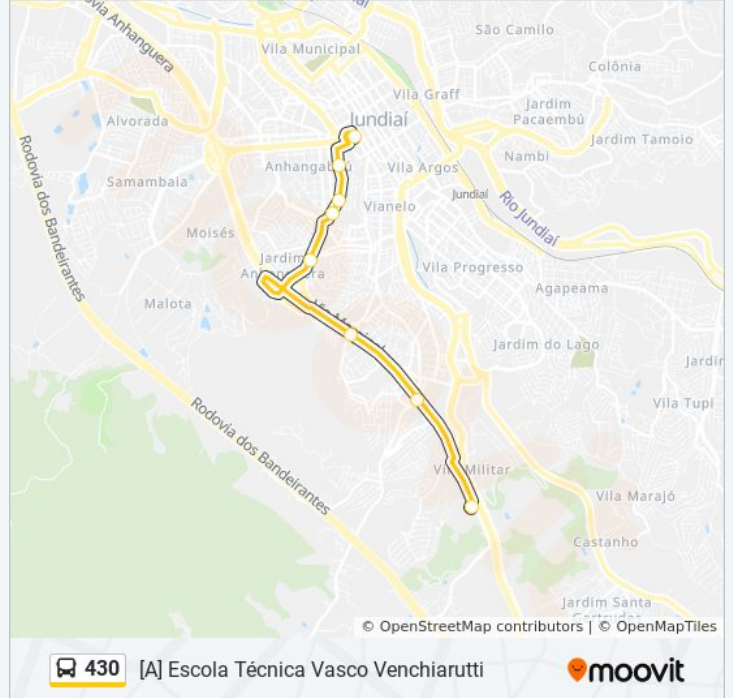 Rodovia Anhanguera
Vila Municipal
São Camilo
Colônia
Vila Graff
Jardim
Pacaembú
Alvorada
Jundiaí
Jardim Tamoio
Nambi
Anhangabaú
Vila Argos
Samambaia
Jundiaí
Vianelo
Rio Jundiaí
Rodovia dos Bandeirantes
Moisés
Jardim
Anhanguera
Vila Progresso
Agapeama
Malota
Jardim do Lago
Jardir
Vila Tupi
Rodovia dos Bandeirantes
Vila Militar
Vila Marajó
Castanho
Jardim Santa
Gertrudes
© OpenStreetMap contributors | © OpenMapTiles
430 [A] Escola Técnica Vasco Venchiarutti
moovit